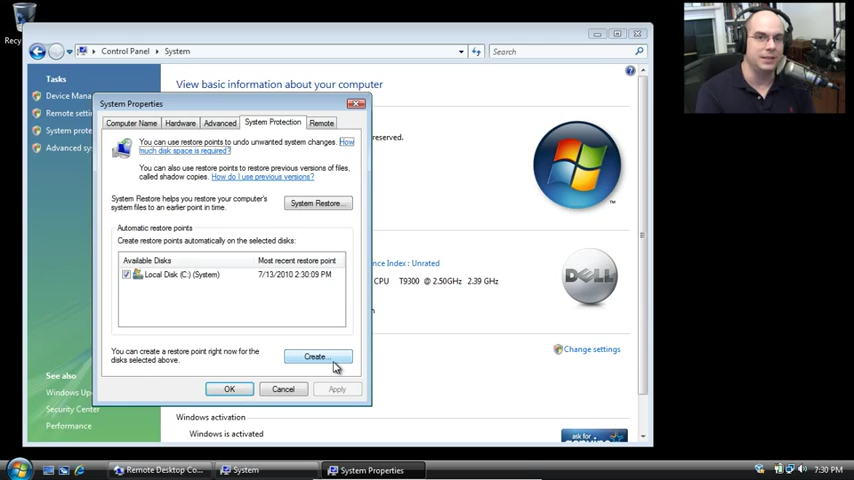 Recy
Control Panel
System
Search
Tasks
Device Mana
Remote setti
System prote
Advanced sy
View basic information about your computer
System Properties
Computer Name
Hardware
Advanced
System Protection
Remote
You can use restore points to undo unwanted system changes. How
much disk space is required?
You can also use restore points to restore previous versions of files,
called shadow copies. How do I use previous versions?
System Restore helps you restore your computer's
system files to an earlier point in time.
System Restore...
Automatic restore points
Create restore points automatically on the selected disks:
Available Disks
Most recent restore point
Local Disk (C:) (System)
7/13/2010 2:30:09 PM
You can create a restore point right now for the
disks selected above.
Create...
OK
Cancel
Apply
served.
ence Index : Unrated
CPU T9300 @ 2.50GHz 2.39 GHz
DELL
Change settings
See also
Windows Up
Security Center
Performance
Windows activation
Windows is activated
ask for
Remote Desktop Co...
System
System Properties
7:30 PM